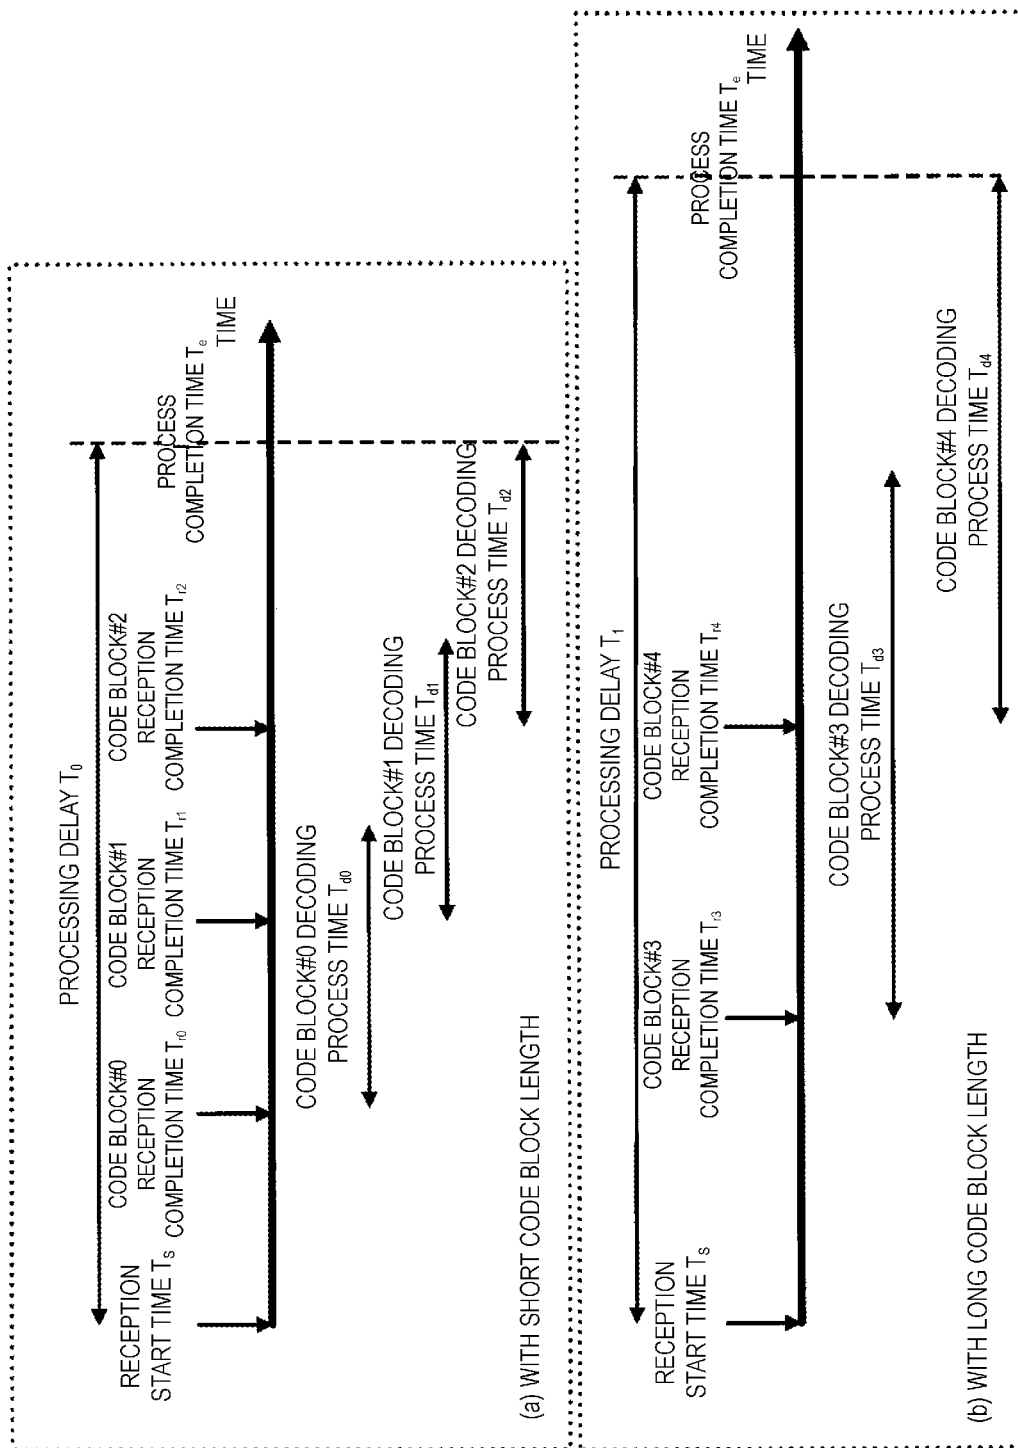 PROCESSING DELAY T0
RECEPTION
START TIME TS
CODE BLOCK#0
RECEPTION
COMPLETION TIME Tr0
CODE BLOCK#1
RECEPTION
COMPLETION TIME Tr1
CODE BLOCK#2
RECEPTION
COMPLETION TIME Tr2
PROCESS
COMPLETION TIME Te
TIME
CODE BLOCK#0 DECODING
PROCESS TIME Td0
CODE BLOCK#1 DECODING
PROCESS TIME Td1
CODE BLOCK#2 DECODING
PROCESS TIME Td2
(a) WITH SHORT CODE BLOCK LENGTH
PROCESSING DELAY T1
RECEPTION
START TIME TS
CODE BLOCK#3
RECEPTION
COMPLETION TIME Tr3
CODE BLOCK#4
RECEPTION
COMPLETION TIME Tr4
PROCESS
COMPLETION TIME Te
TIME
CODE BLOCK#3 DECODING
PROCESS TIME Td3
CODE BLOCK#4 DECODING
PROCESS TIME Td4
(b) WITH LONG CODE BLOCK LENGTH